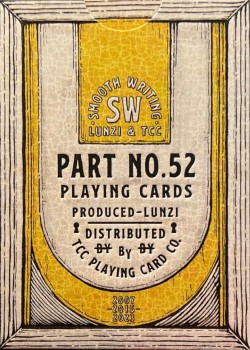 SMOOTH WRITING
SW
LUNZI & TCC
PART NO.52
PLAYING CARDS
PRODUCED-LUNZI
DISTRIBUTED
BY By BY
TCC PLAYING CARD CO.
2007
-2015-
2023